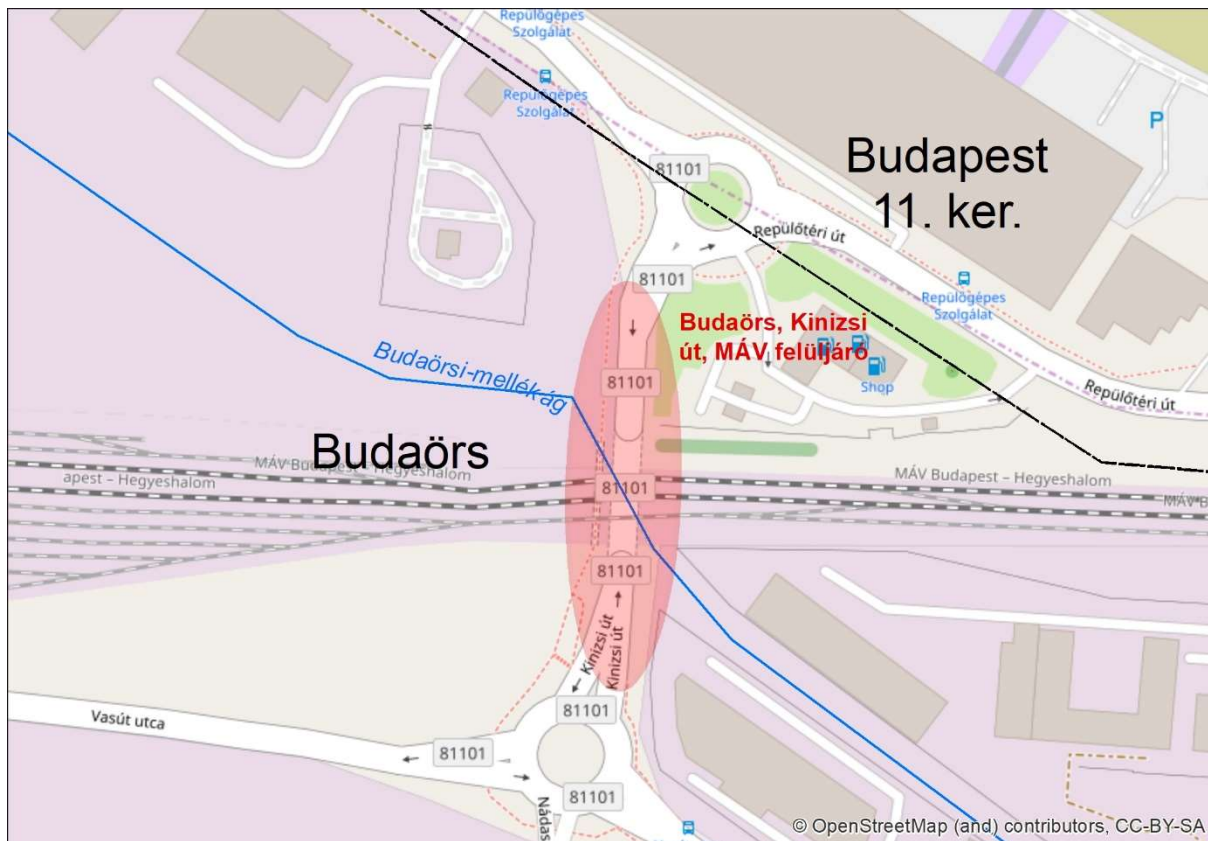 Repülőgépes
Szolgálat
Repülőgépes
Szolgálat
81101
Budapest
11. ker.
P
Repülőtéri út
81101
Repülőgépes
Szolgálat
Budaörs, Kinizsi
út, MÁV felüljáró
Budaörsi-mellékág
81101
Shop
Repülőtéri út
Budaörs
MÁV Budapest – Hegyeshalom
MÁV Budapest – Hegyeshalom
apest – Hegyeshalom
81101
MÁV B
81101
Kinizsi út
Kinizsi út
81101
Vasút utca
81101
81101
Nádas
© OpenStreetMap (and) contributors, CC-BY-SA